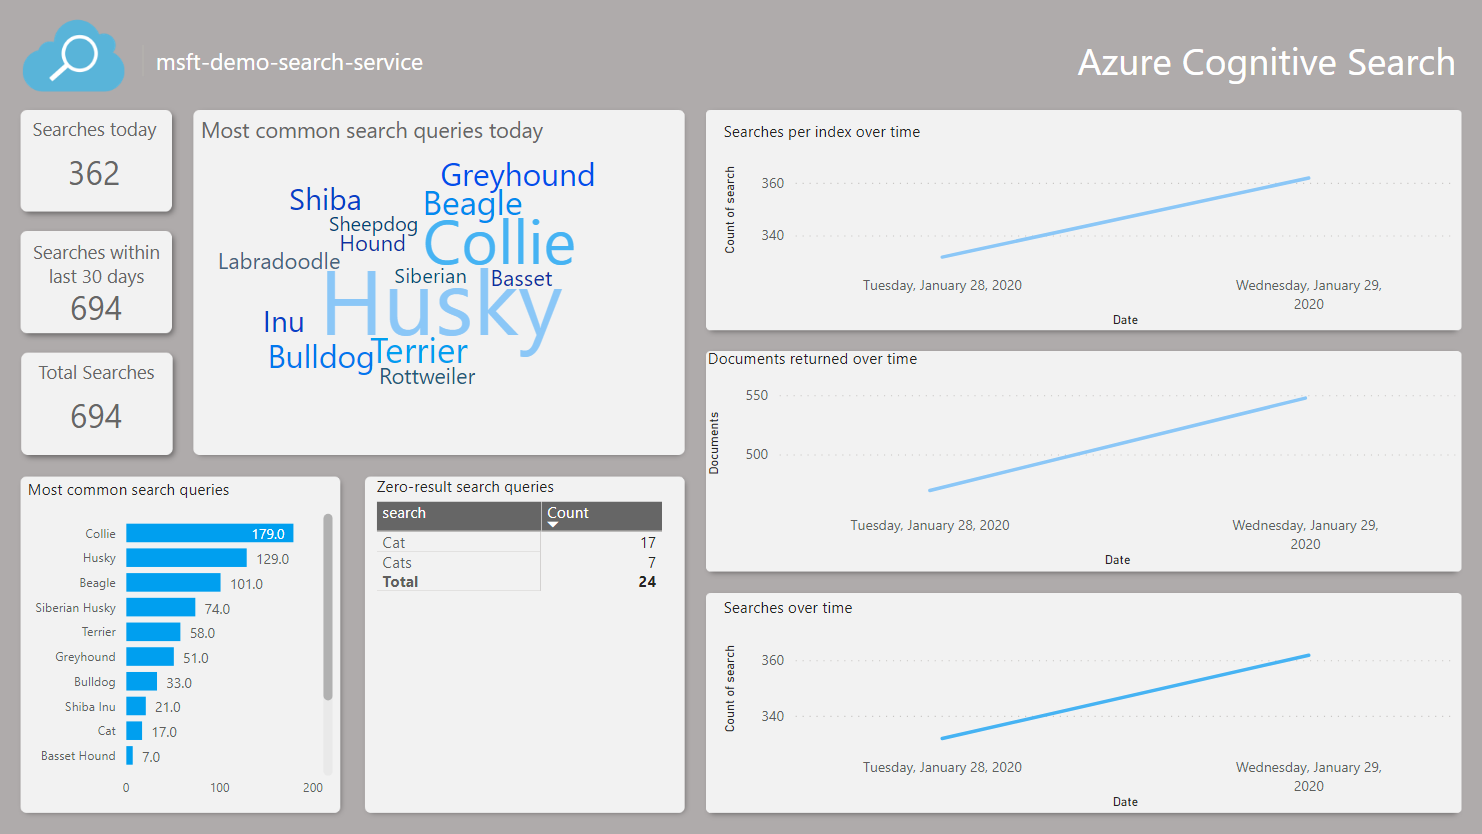 msft-demo-search-service
Azure Cognitive Search
Searches today
362
Searches within
last 30 days
694
Total Searches
694
Most common search queries today
Greyhound
Shiba
Beagle
Sheepdog
Collie
Hound
Labradoodle
Siberian
Basset
Husky
Inu
Bulldog
Terrier
Rottweiler
Most common search queries
Collie 179.0
Husky 129.0
Beagle 101.0
Siberian Husky 74.0
Terrier 58.0
Greyhound 51.0
Bulldog 33.0
Shiba Inu 21.0
Cat 17.0
Basset Hound 7.0
0 100 200
Zero-result search queries
search Count
Cat 17
Cats 7
Total 24
Searches per index over time
Count of search
360
340
Tuesday, January 28, 2020
Wednesday, January 29,
2020
Date
Documents returned over time
Documents
550
500
Tuesday, January 28, 2020
Wednesday, January 29,
2020
Date
Searches over time
Count of search
360
340
Tuesday, January 28, 2020
Wednesday, January 29,
2020
Date